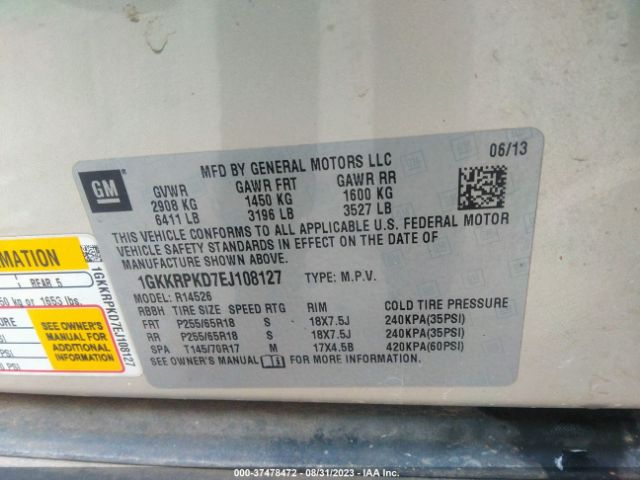 GM
MFD BY GENERAL MOTORS LLC
06/13
GVWR GAWR FRT GAWR RR
2908 KG 1450 KG 1600 KG
6411 LB 3196 LB 3527 LB
THIS VEHICLE CONFORMS TO ALL APPLICABLE U.S. FEDERAL MOTOR
VEHICLE SAFETY STANDARDS IN EFFECT ON THE DATE OF
MANUFACTURE SHOWN ABOVE.
1GKKRPKD7EJ108127 TYPE: M.P.V.
MODEL: R14526
RBBH TIRE SIZE SPEED RTG RIM COLD TIRE PRESSURE
FRT P255/65R18 S 18X7.5J 240KPA(35PSI)
RR P255/65R18 S 18X7.5J 240KPA(35PSI)
SPA T145/70R17 M 17X4.5B 420KPA(60PSI)
SEE OWNER'S MANUAL FOR MORE INFORMATION
REAR 5
kg or 1653 lbs.
SEE OWNER'S
MANUAL FOR
ADDITIONAL
INFORMATION
1GKKRPKD7EJ108127
000-37478472 - 08/31/2023 - IAA Inc.